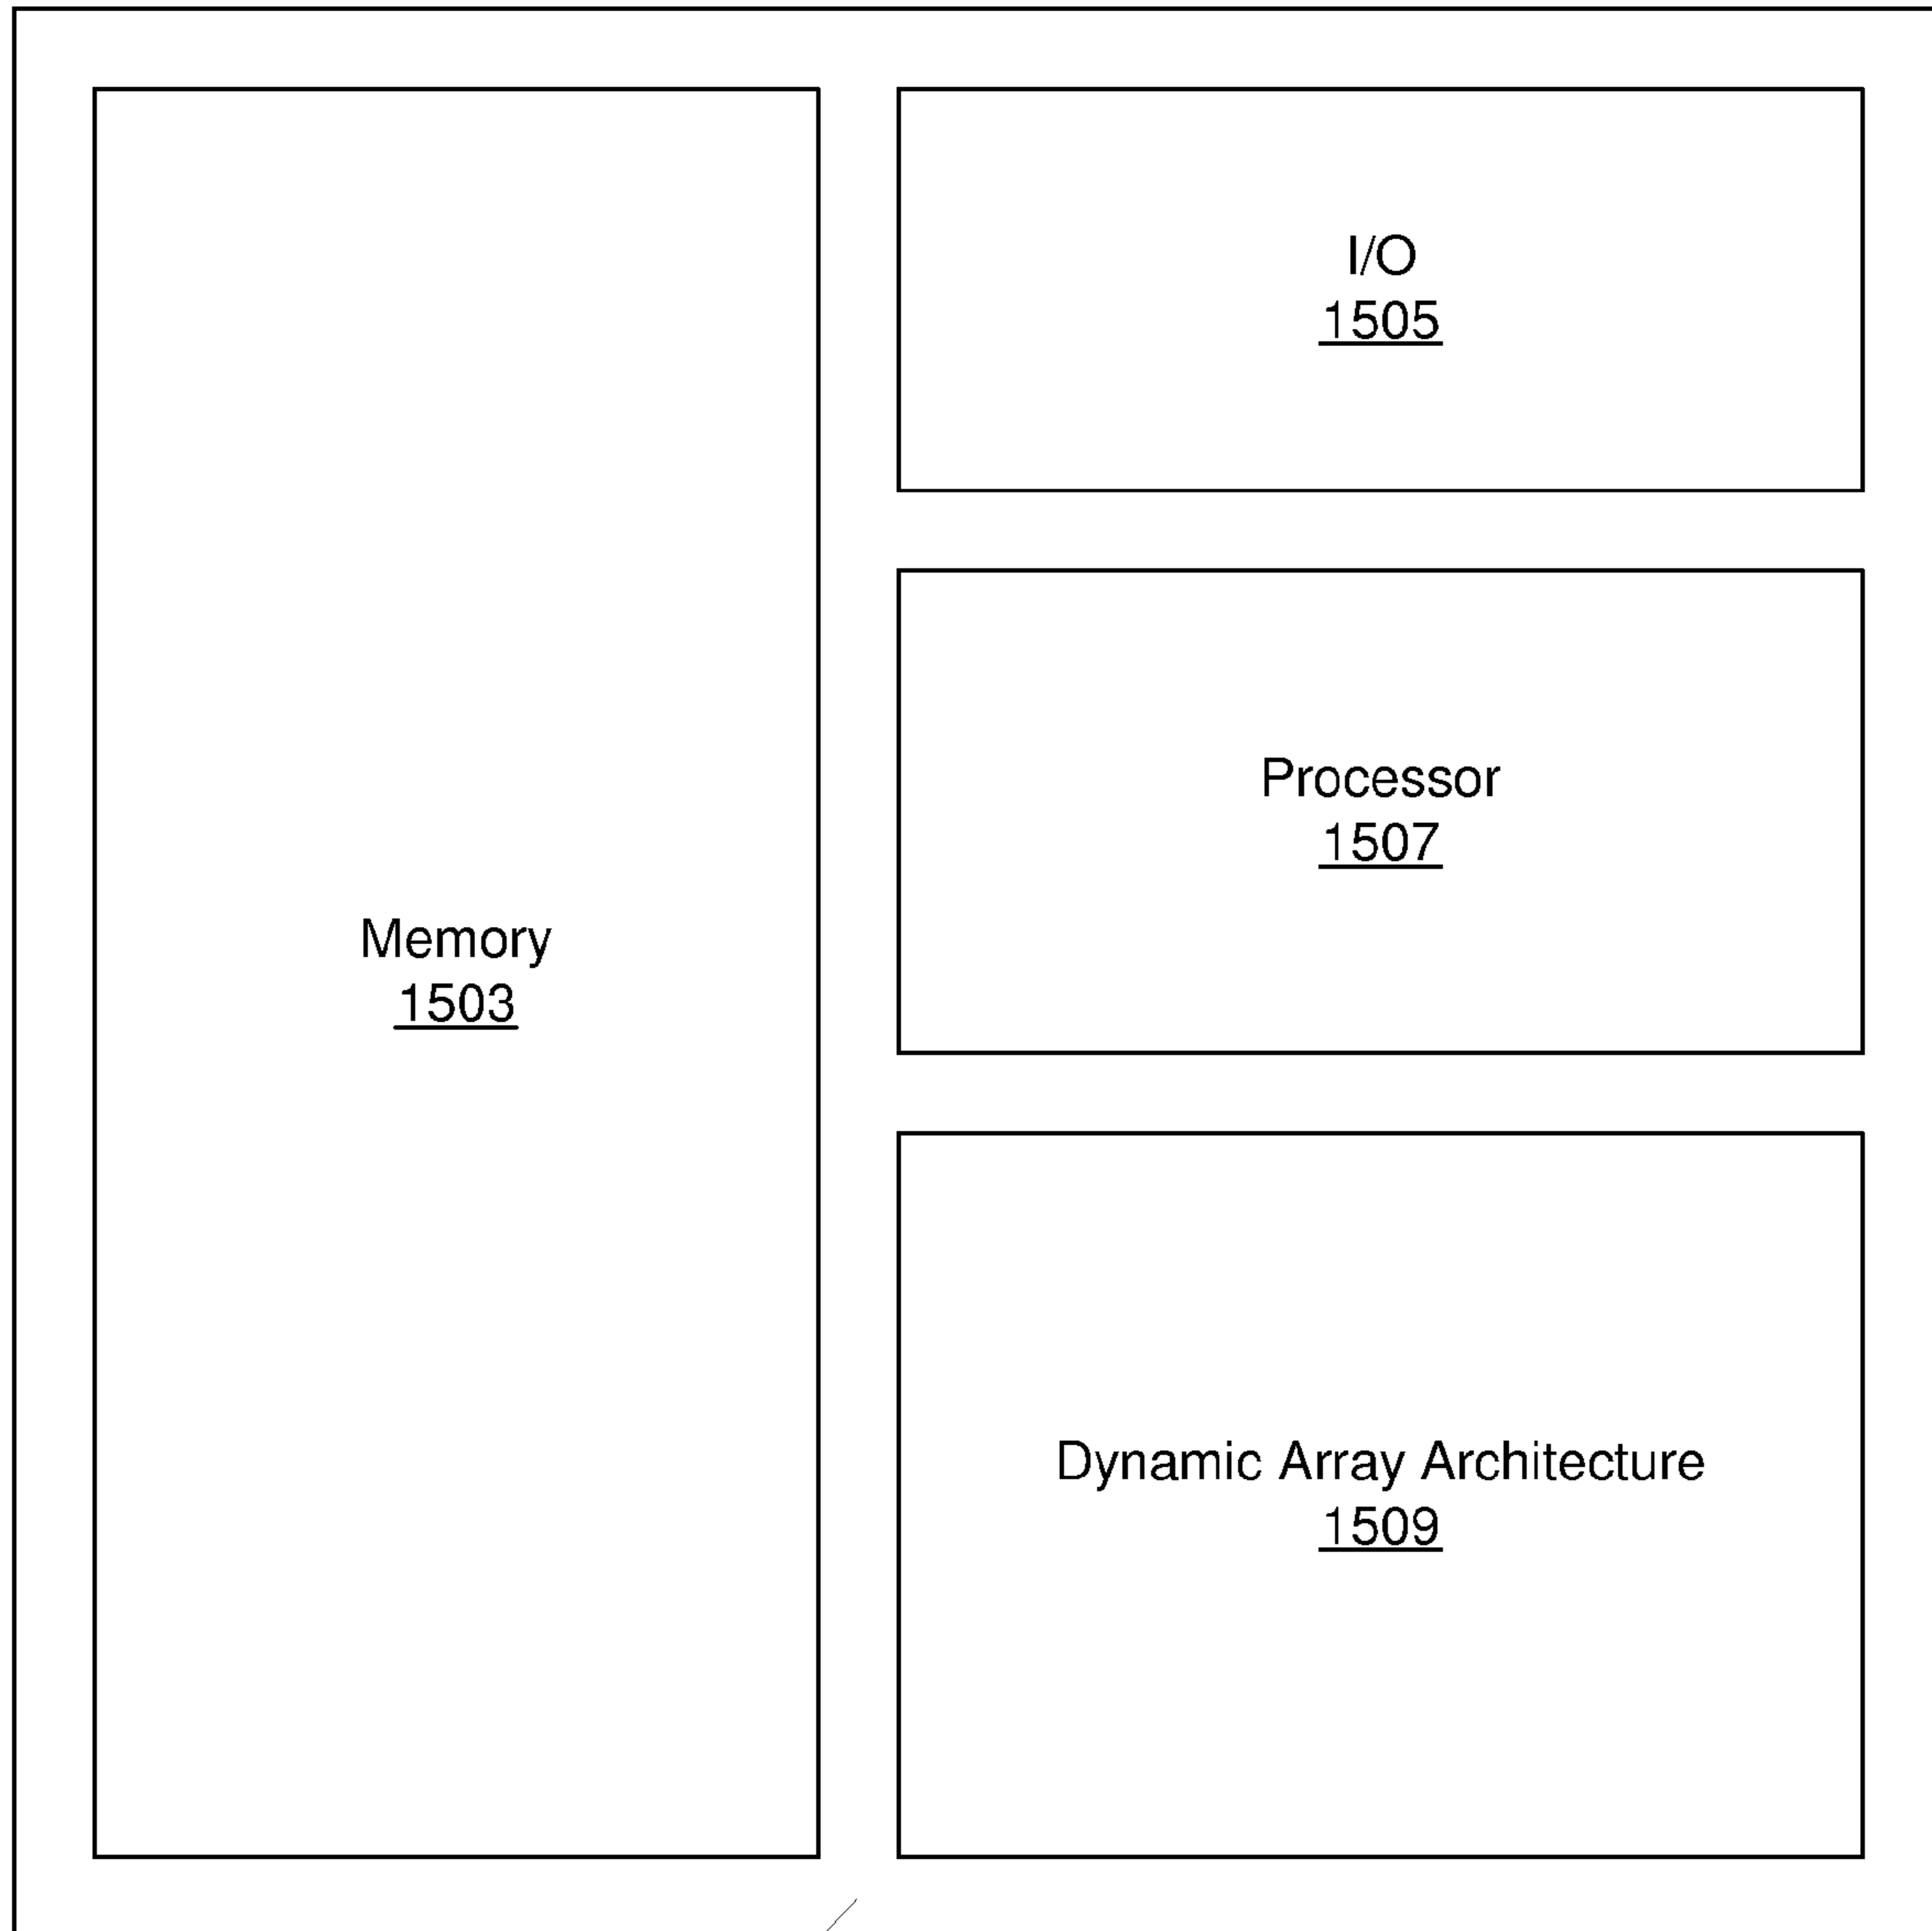 Memory
1503
I/O
1505
Processor
1507
Dynamic Array Architecture
1509